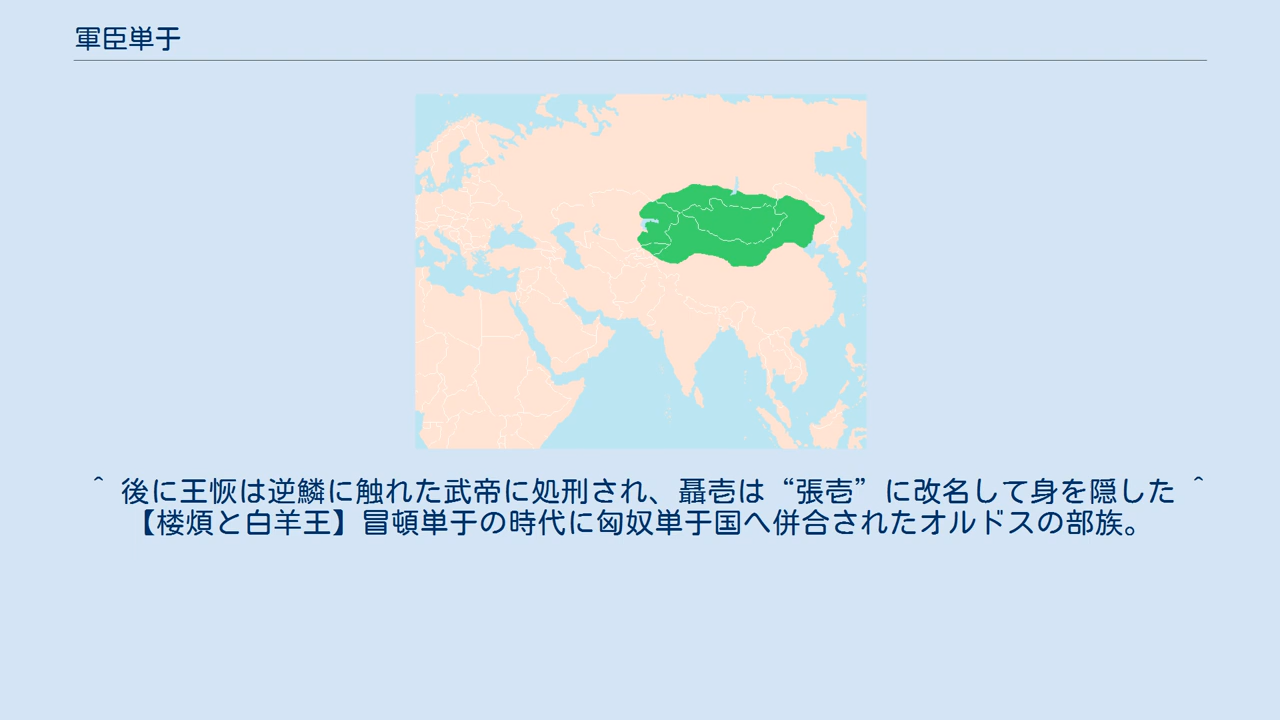 軍臣単于
^ 後に王恢は逆鱗に触れた武帝に処刑され、聶壱は“張壱”に改名して身を隠した ^
【楼煩と白羊王】冒頓単于の時代に匈奴単于国へ併合されたオルドスの部族。